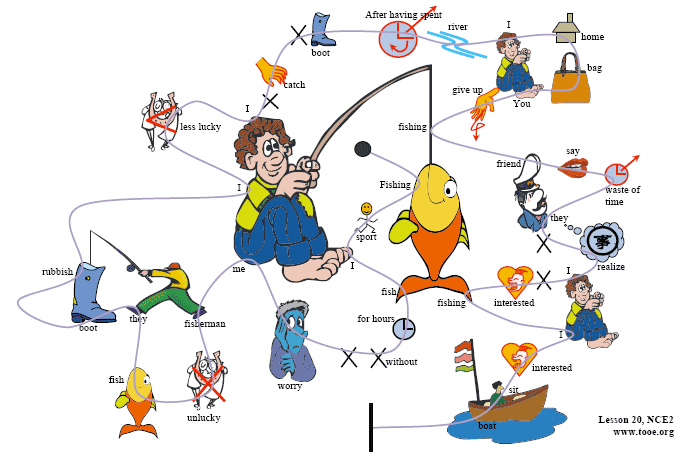 After having spent
river
I
home
boot
catch
bag
give up
You
I
less lucky
fishing
say
friend
waste of
time
Fishing
I
they
sport
I
realize
I
me
rubbish
boot
they
fisherman
fish
fishing
interested
for hours
I
without
interested
worry
fish
unlucky
sit
boat
事
Lesson 20, NCE2
www.tooe.org